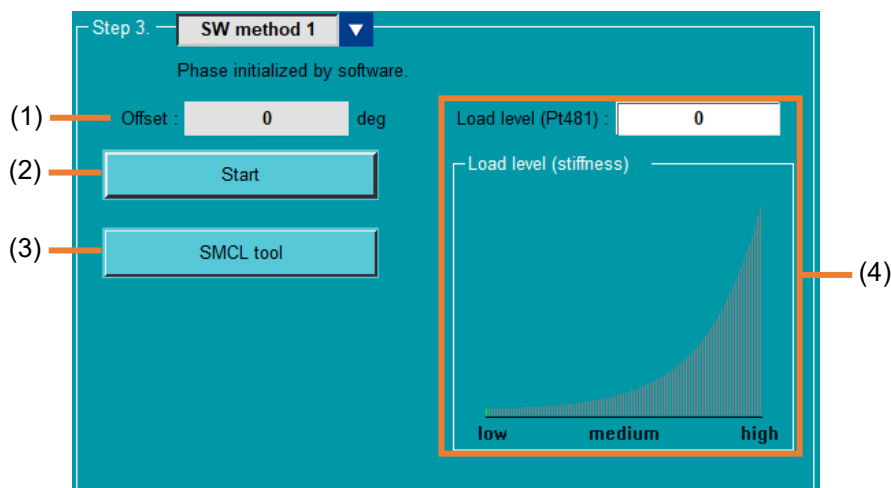 Step 3.
SW method 1
Phase initialized by software.
(1)
Offset :
0
deg
(2)
Start
(3)
SMCL tool
Load level (Pt481) :
0
Load level (stiffness)
(4)
low
medium
high